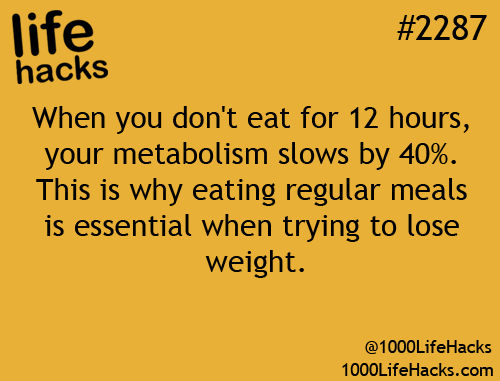 life
hacks
#2287
When you don't eat for 12 hours,
your metabolism slows by 40%.
This is why eating regular meals
is essential when trying to lose
weight.
@1000LifeHacks
1000LifeHacks.com